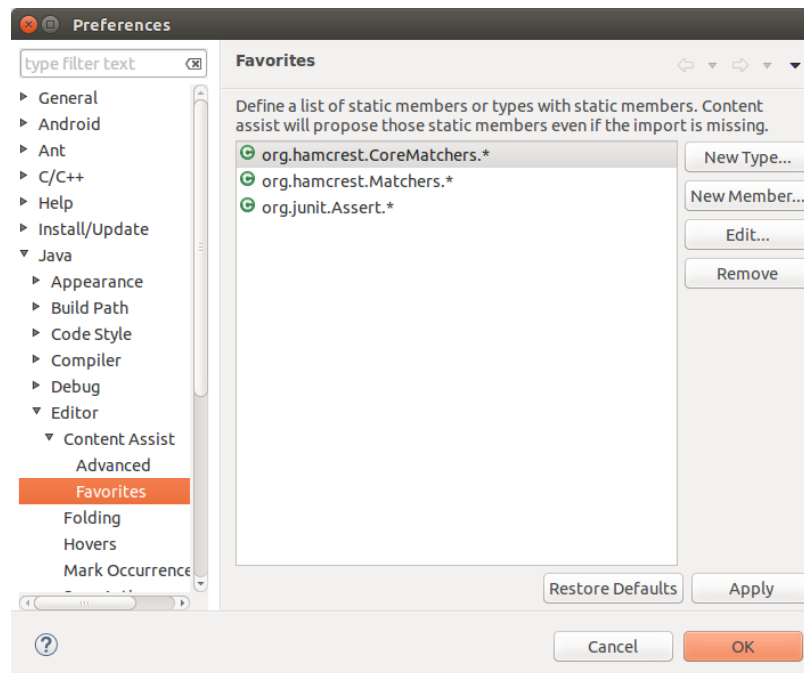 Preferences
type filter text
General
Android
Ant
C/C++
Help
Install/Update
Java
Appearance
Build Path
Code Style
Compiler
Debug
Editor
Content Assist
Advanced
Favorites
Folding
Hovers
Mark Occurrence
Favorites
Define a list of static members or types with static members. Content
assist will propose those static members even if the import is missing.
org.hamcrest.CoreMatchers.*
org.hamcrest.Matchers.*
org.junit.Assert.*
New Type...
New Member...
Edit...
Remove
Restore Defaults
Apply
Cancel
OK